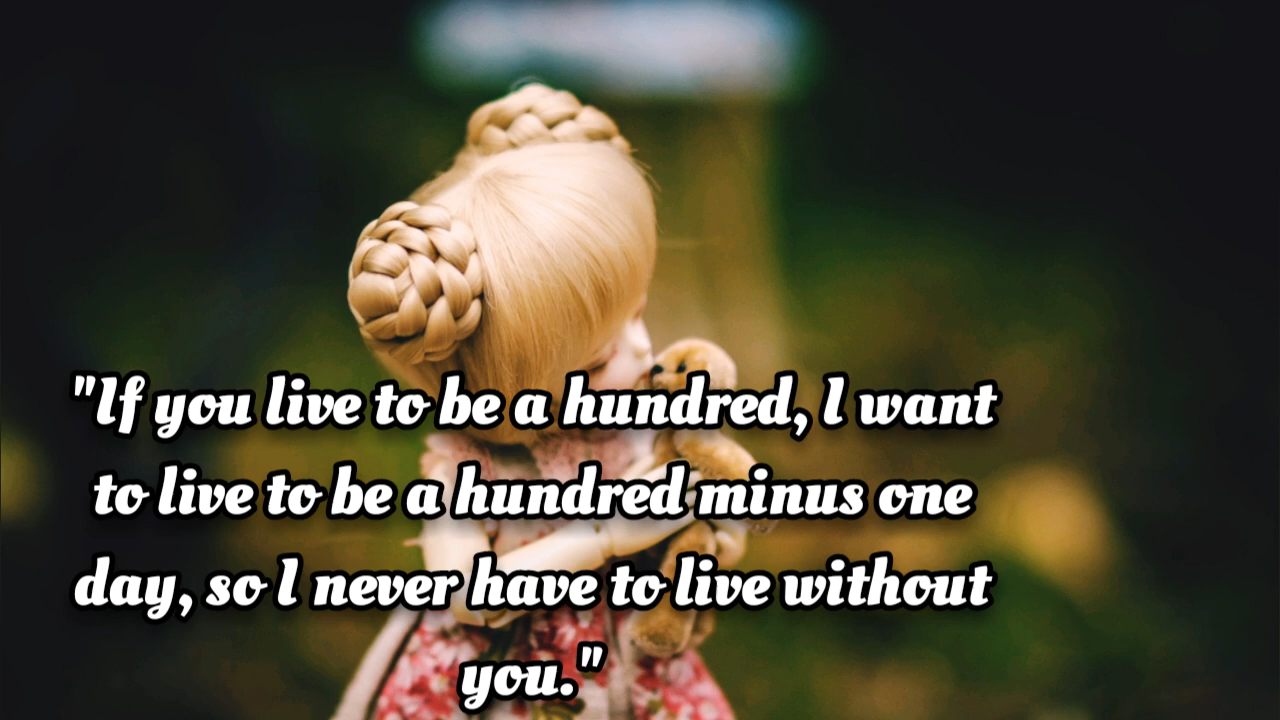 "If you live to be a hundred, I want
to live to be a hundred minus one
day, so I never have to live without
you."